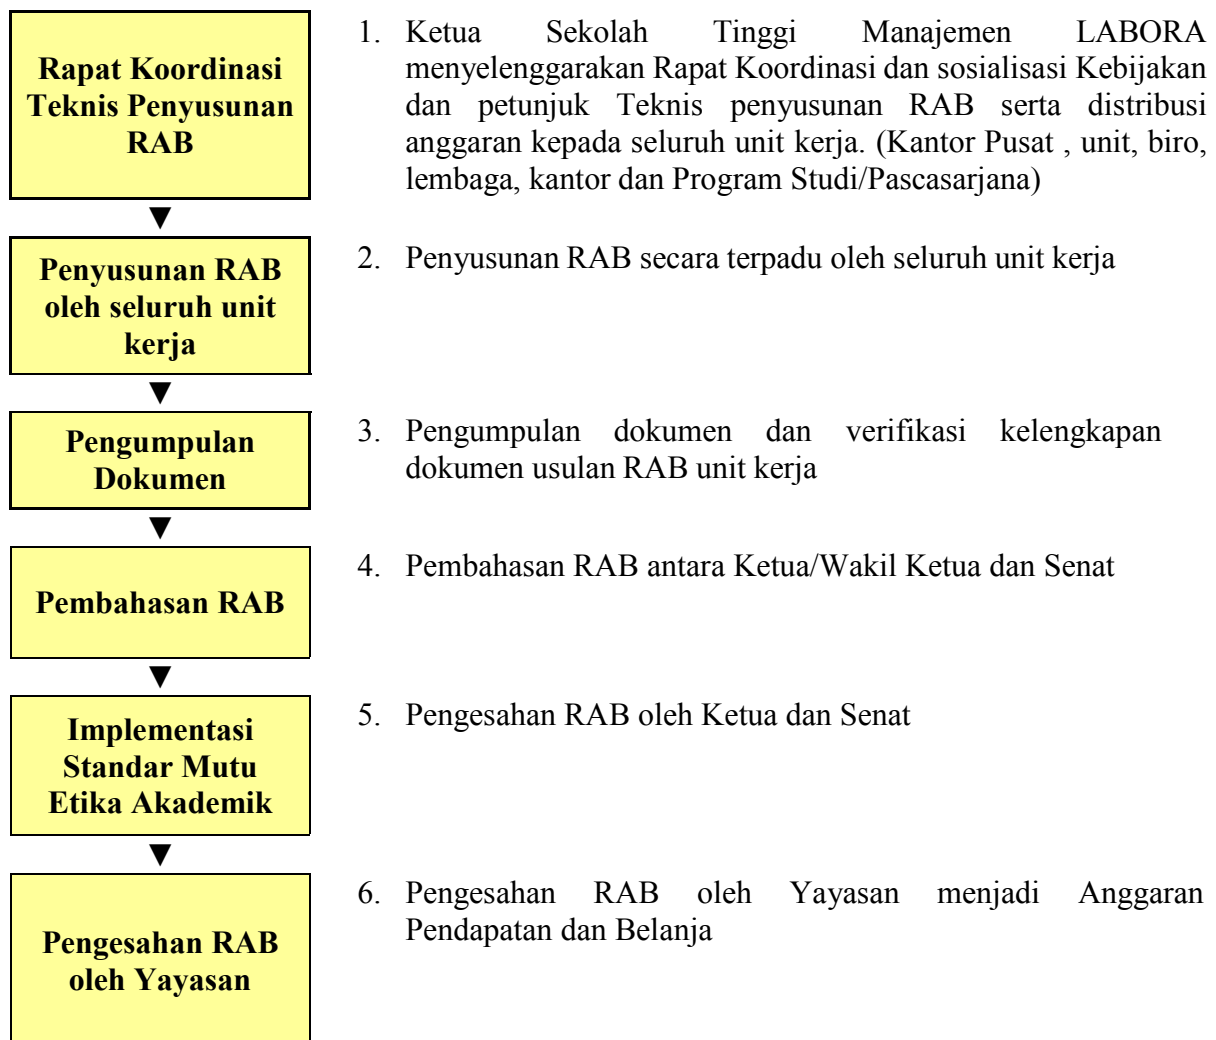 Rapat Koordinasi
Teknis Penyusunan
RAB
1. Ketua Sekolah Tinggi Manajemen LABORA
menyelenggarakan Rapat Koordinasi dan sosialisasi Kebijakan
dan petunjuk Teknis penyusunan RAB serta distribusi
anggaran kepada seluruh unit kerja. (Kantor Pusat , unit, biro,
lembaga, kantor dan Program Studi/Pascasarjana)
▼
Penyusunan RAB
oleh seluruh unit
kerja
2. Penyusunan RAB secara terpadu oleh seluruh unit kerja
▼
Pengumpulan
Dokumen
3. Pengumpulan dokumen dan verifikasi kelengkapan
dokumen usulan RAB unit kerja
▼
Pembahasan RAB
4. Pembahasan RAB antara Ketua/Wakil Ketua dan Senat
▼
Implementasi
Standar Mutu
Etika Akademik
5. Pengesahan RAB oleh Ketua dan Senat
▼
Pengesahan RAB
oleh Yayasan
6. Pengesahan RAB oleh Yayasan menjadi Anggaran
Pendapatan dan Belanja